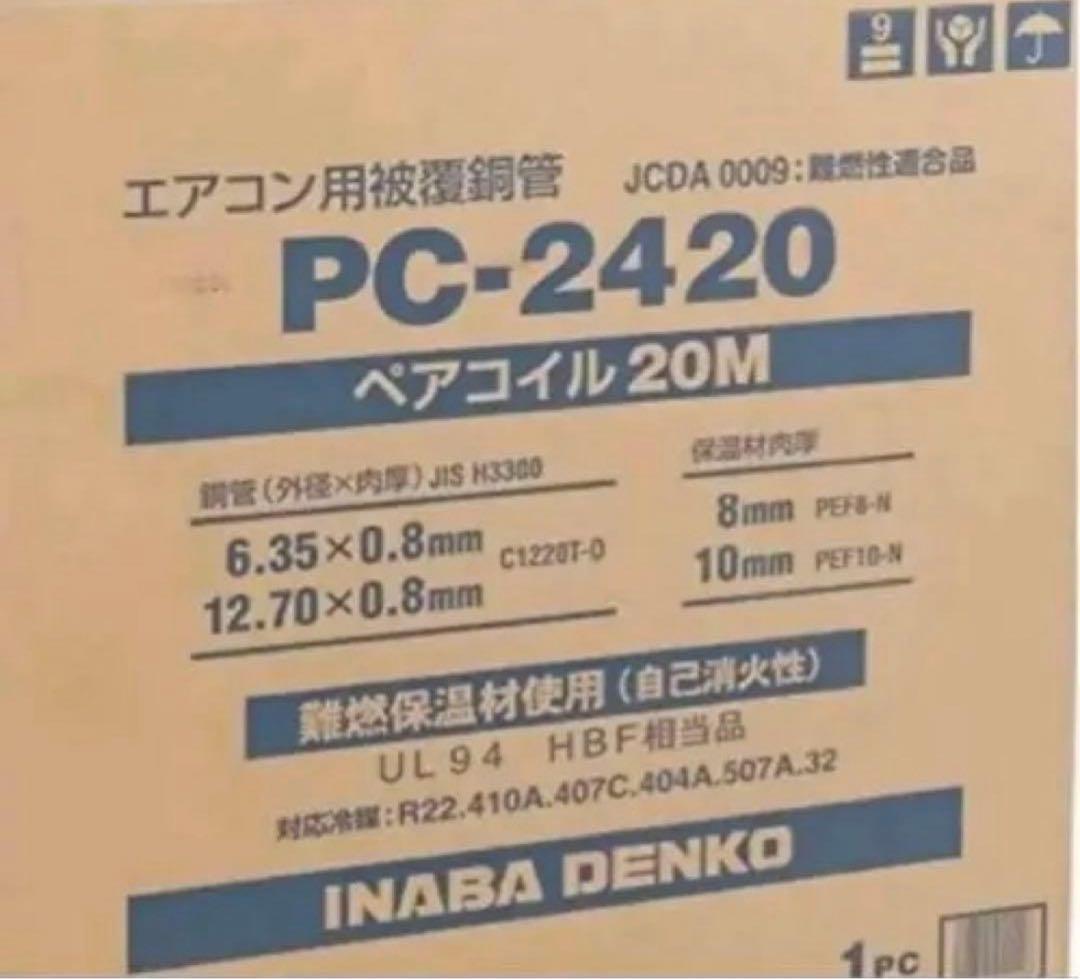 9
エアコン用被覆銅管 JCDA 0009:難燃性適合品
PC-2420
ペアコイル 20M
銅管(外径×肉厚)JIS H3300 保温材肉厚
6.35×0.8mm C1220T-O 8mm PEF8-N
12.70×0.8mm 10mm PEF10-N
難燃保温材使用(自己消火性)
UL94 HBF相当品
対応冷媒:R22.410A.407C.404A.507A.32
INABA DENKO
1PC